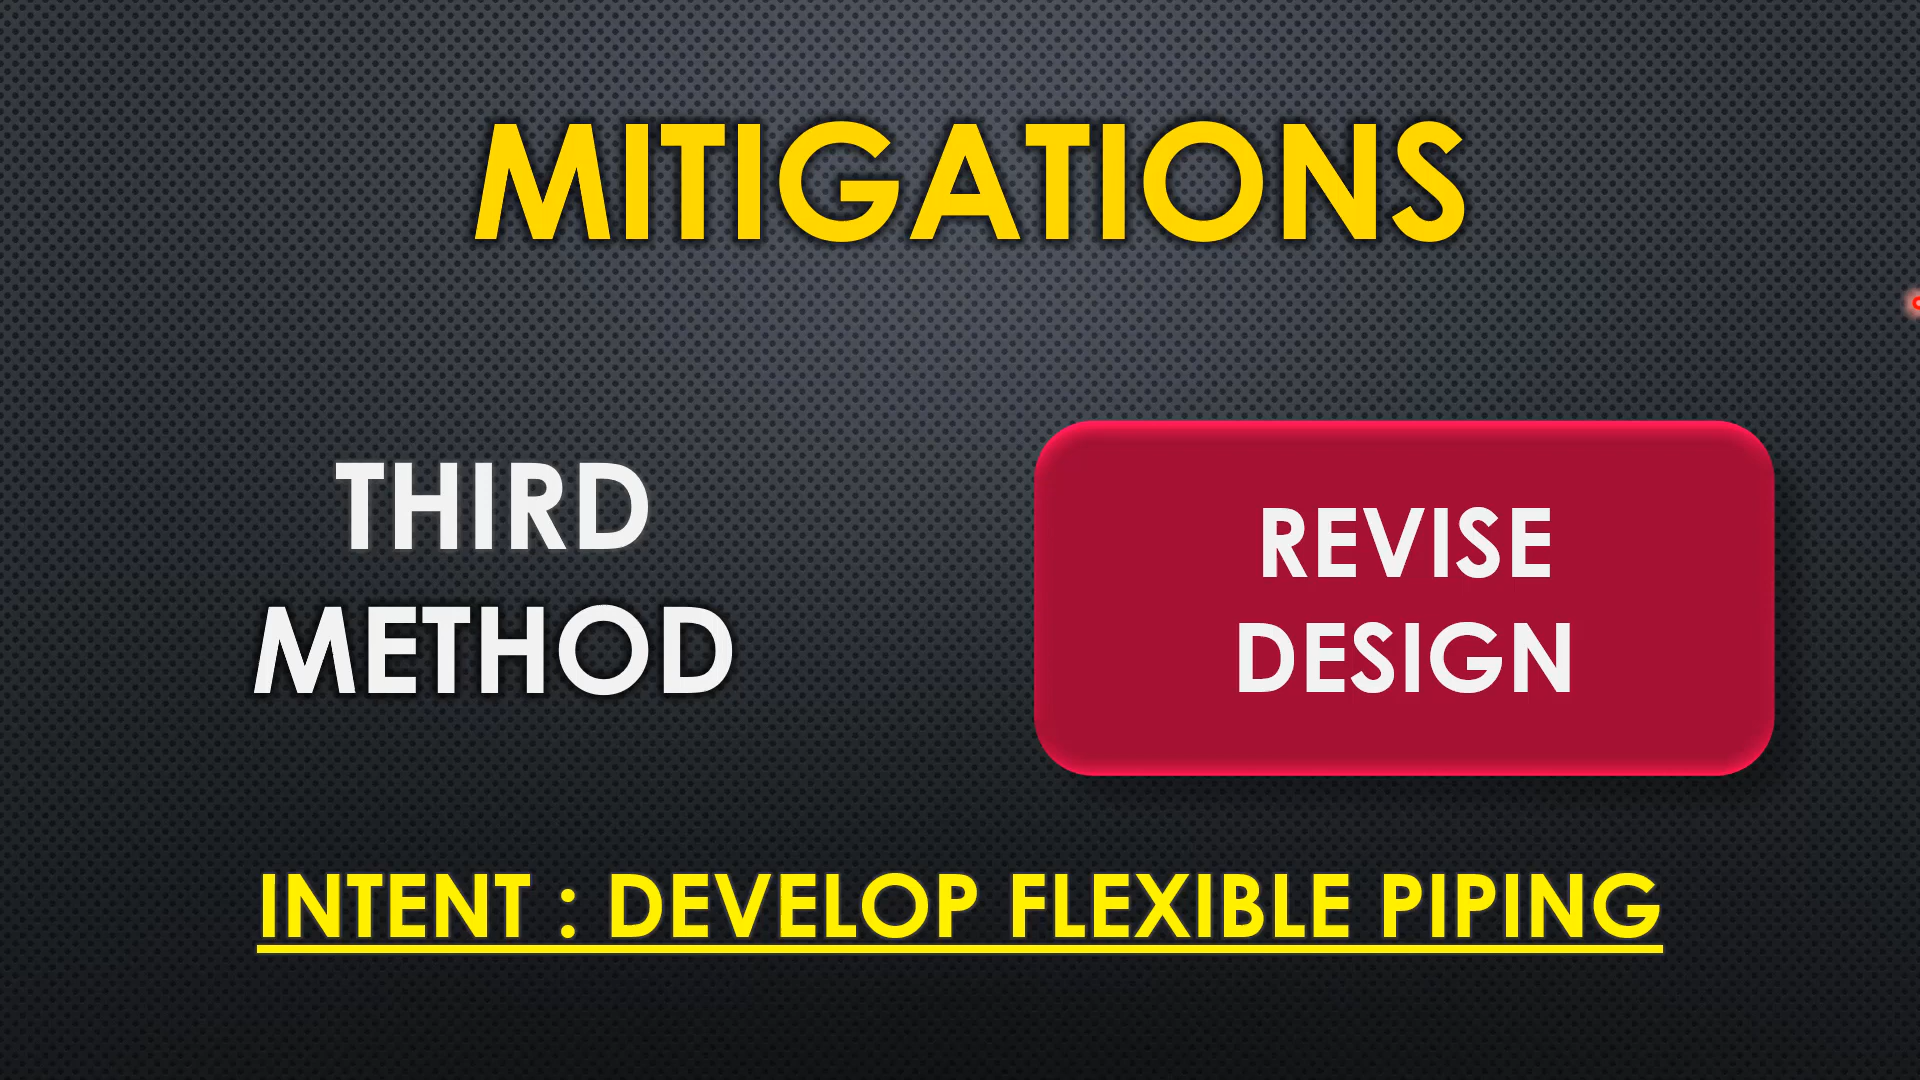 MITIGATIONS
THIRD
METHOD
REVISE
DESIGN
INTENT : DEVELOP FLEXIBLE PIPING